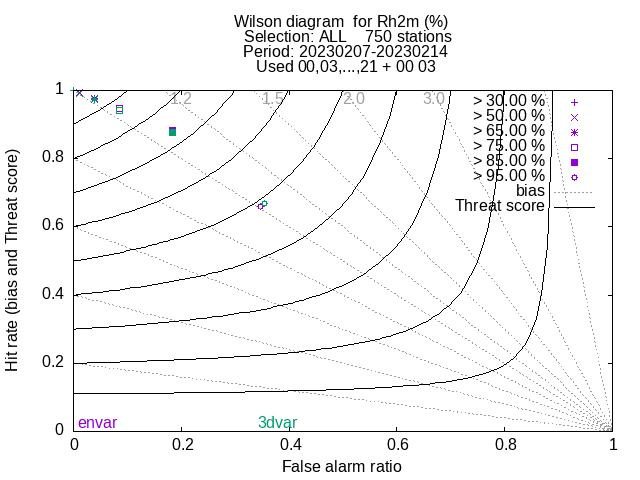 Wilson diagram  for Rh2m (%)
Selection: ALL    750 stations
Period: 20230207-20230214
Used 00,03,...,21 + 00 03
1.2
1.5
2.0
3.0
> 30.00 %
> 50.00 %
> 65.00 %
> 75.00 %
> 85.00 %
> 95.00 %
bias
Threat score
1
0.8
0.6
0.4
0.2
0
Hit rate (bias and Threat score)
envar
3dvar
0
0.2
0.4
0.6
0.8
1
False alarm ratio